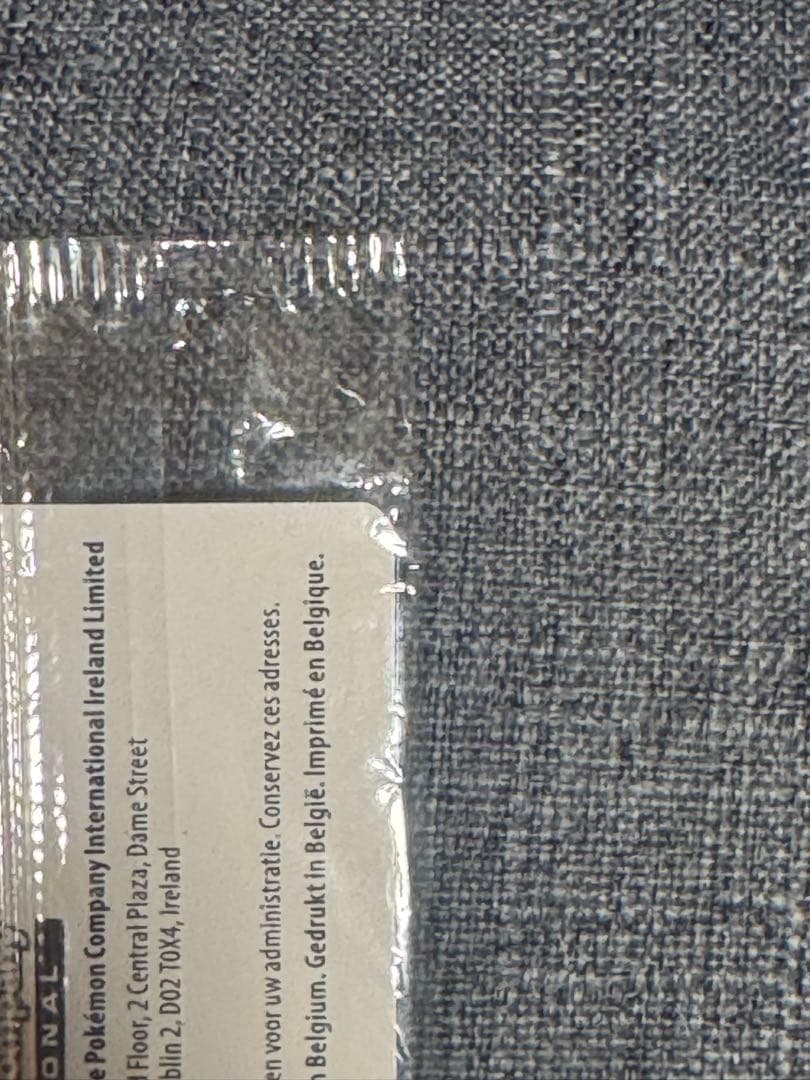 ONAL
e Pokémon Company International Ireland Limited
Floor, 2 Central Plaza, Dame Street
blin 2, D02 T0X4, Ireland
en voor uw administratie. Conservez ces adresses.
Belgium. Gedrukt in België. Imprimé en Belgique.